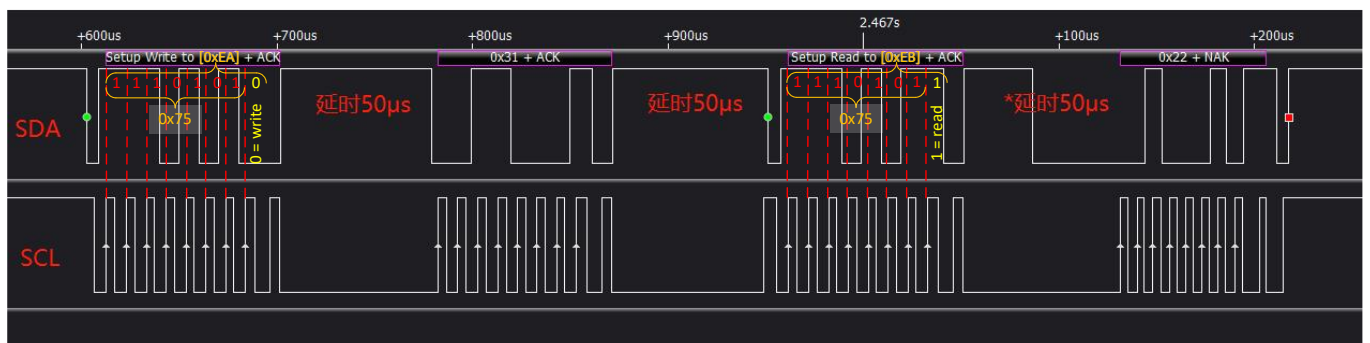 2.467s
+600us +700us +800us +900us +100us +200us
Setup Write to [0xEA] + ACK 0x31 + ACK Setup Read to [0xEB] + ACK 0x22 + NAK
1 1 1 0 1 0 1 0 1 1 1 0 1 0 1 1
延时50μs 延时50μs *延时50μs
SDA 0x75 0x75
0 = write 1 = read
SCL